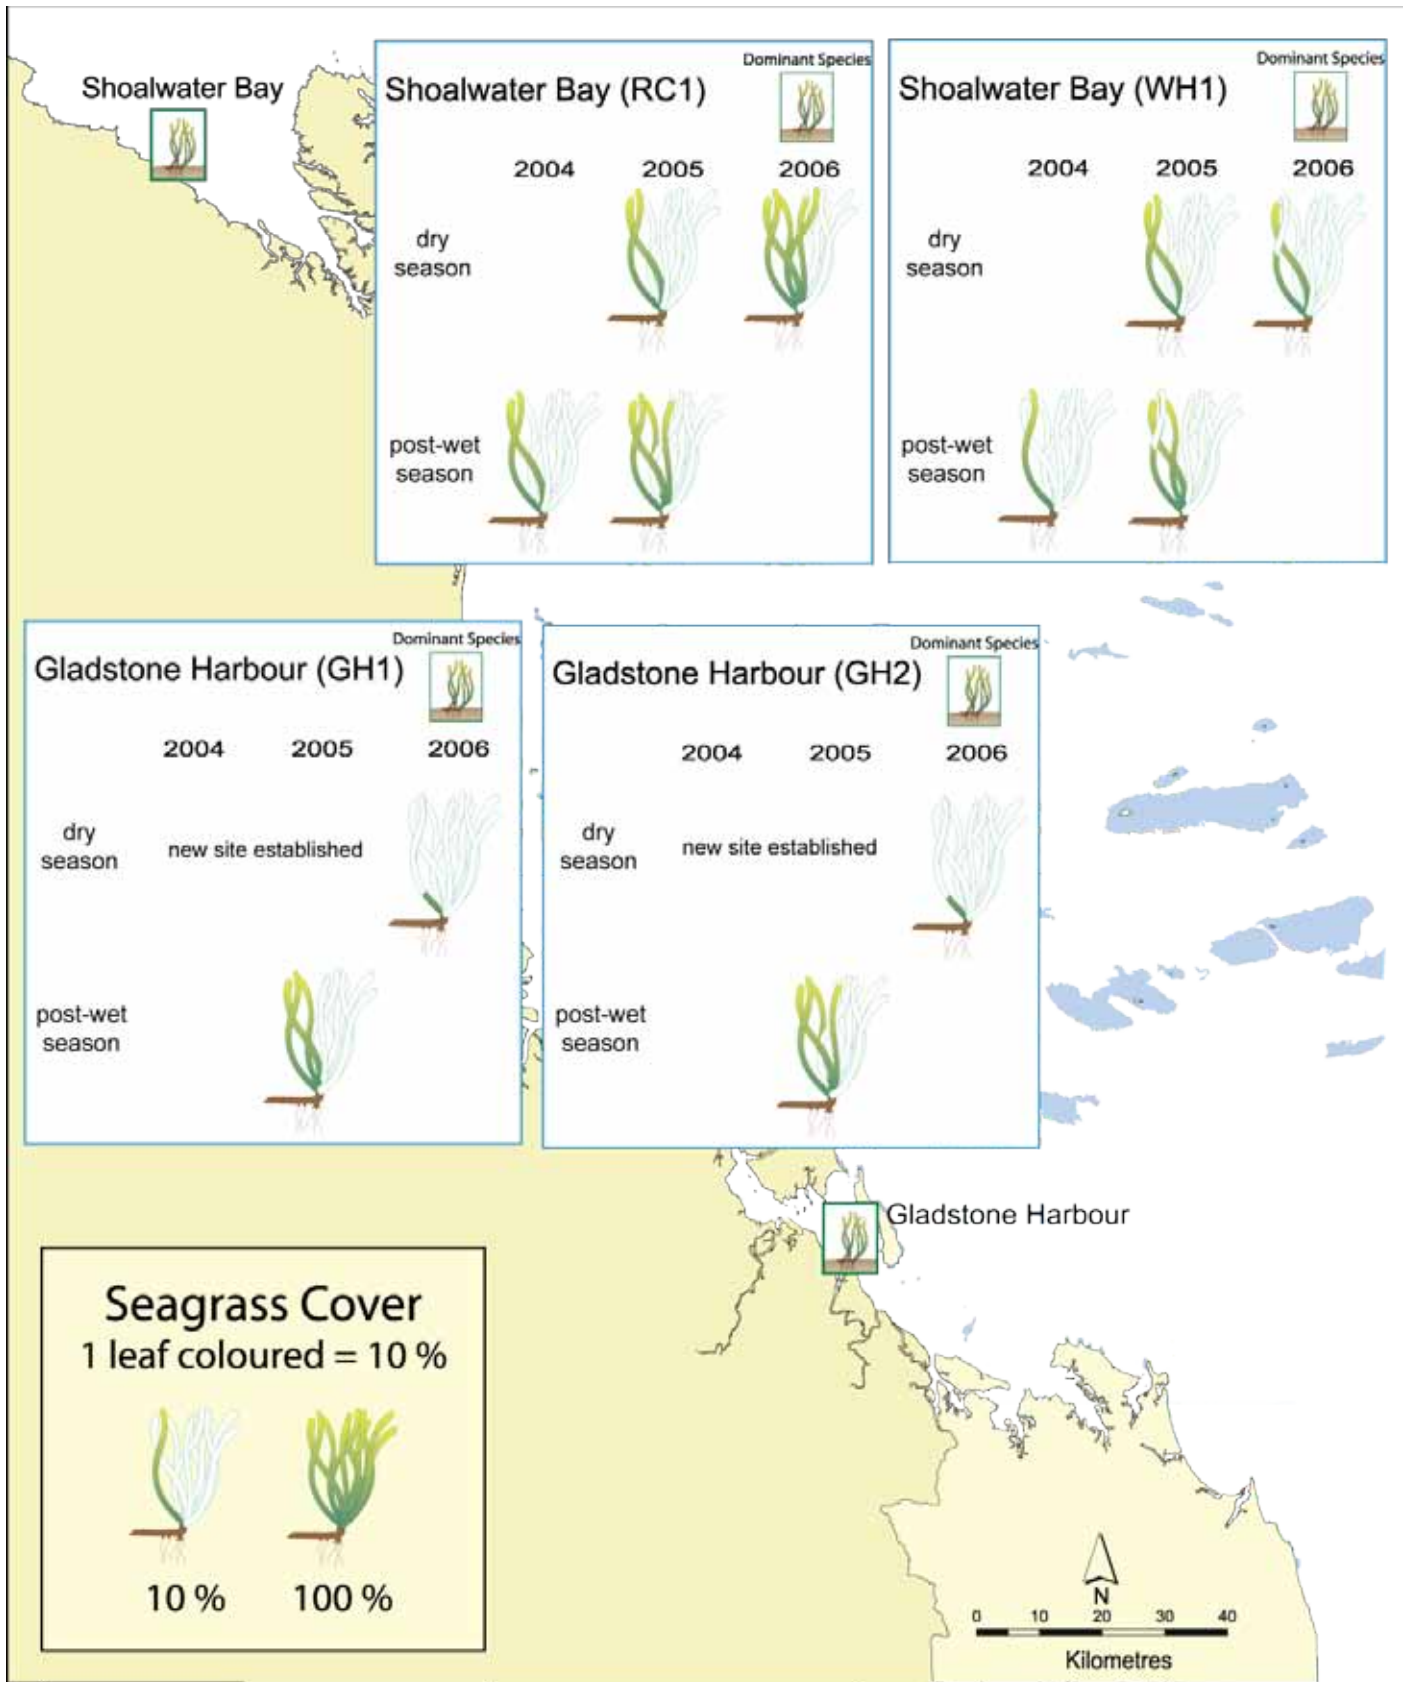 Shoalwater Bay
Dominant Species
Shoalwater Bay (RC1)
2004 2005 2006
dry
season
post-wet
season
Dominant Species
Shoalwater Bay (WH1)
2004 2005 2006
dry
season
post-wet
season
Dominant Species
Gladstone Harbour (GH1)
2004 2005 2006
dry
season
new site established
post-wet
season
Dominant Species
Gladstone Harbour (GH2)
2004 2005 2006
dry
season
new site established
post-wet
season
Gladstone Harbour
Seagrass Cover
1 leaf coloured = 10 %
10 % 100 %
N
0 10 20 30 40
Kilometres